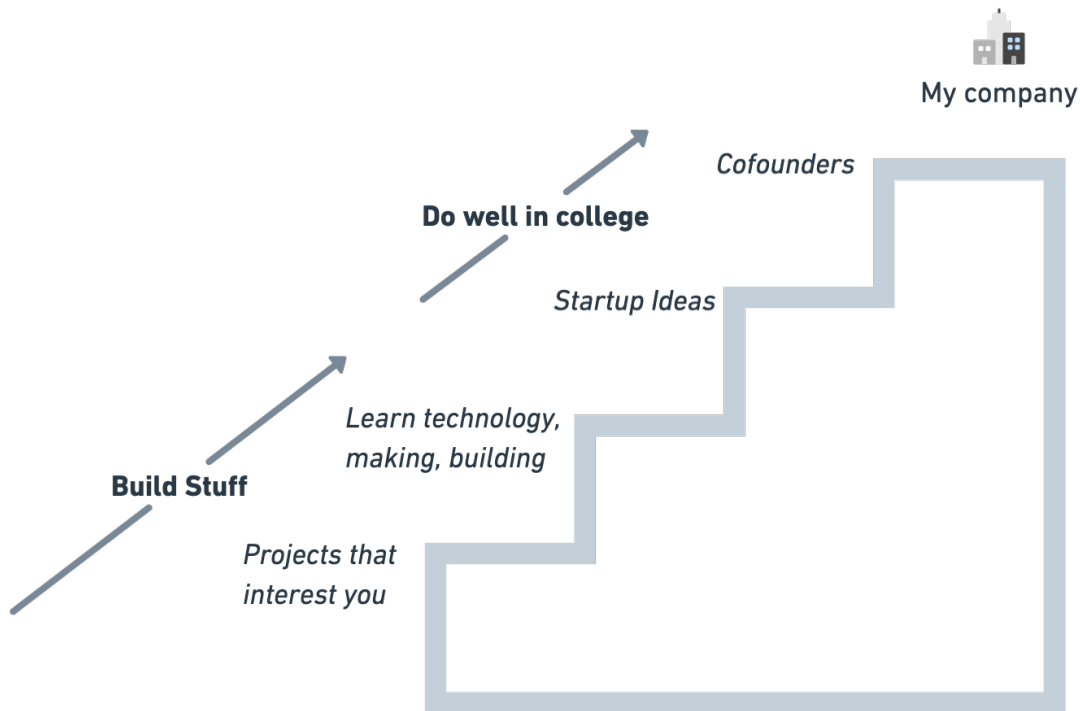 My company
Cofounders
Do well in college
Startup Ideas
Learn technology,
making, building
Build Stuff
Projects that
interest you